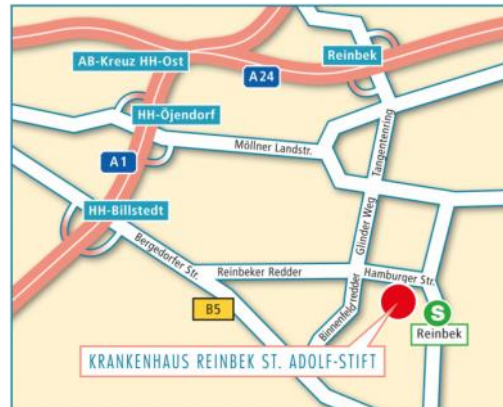 Reinbek
AB-Kreuz HH-Ost
A24
HH-Öjendorf
Möllner Landstr.
Tangentenring
A1
HH-Billstedt
Glinder Weg
Bergedorfer Str.
Reinbeker Redder
Hamburger Str.
B5
Binnenfeldredder
S
Reinbek
KRANKENHAUS REINBEK ST. ADOLF-STIFT